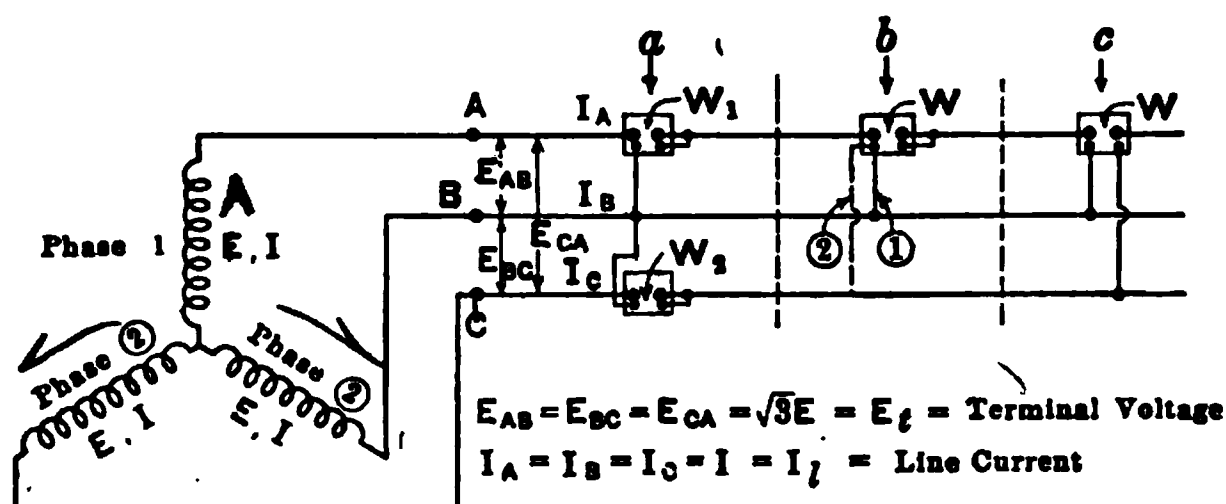 a b c
A I_A W_1 W W
E_AB
B I_B
Phase 1 E, I E_CA ② ①
E_BC I_C W_2
C
Phase ② Phase ②
E, I E, I
E_AB = E_BC = E_CA = √3E = E_t = Terminal Voltage
I_A = I_B = I_C = I = I_l = Line Current